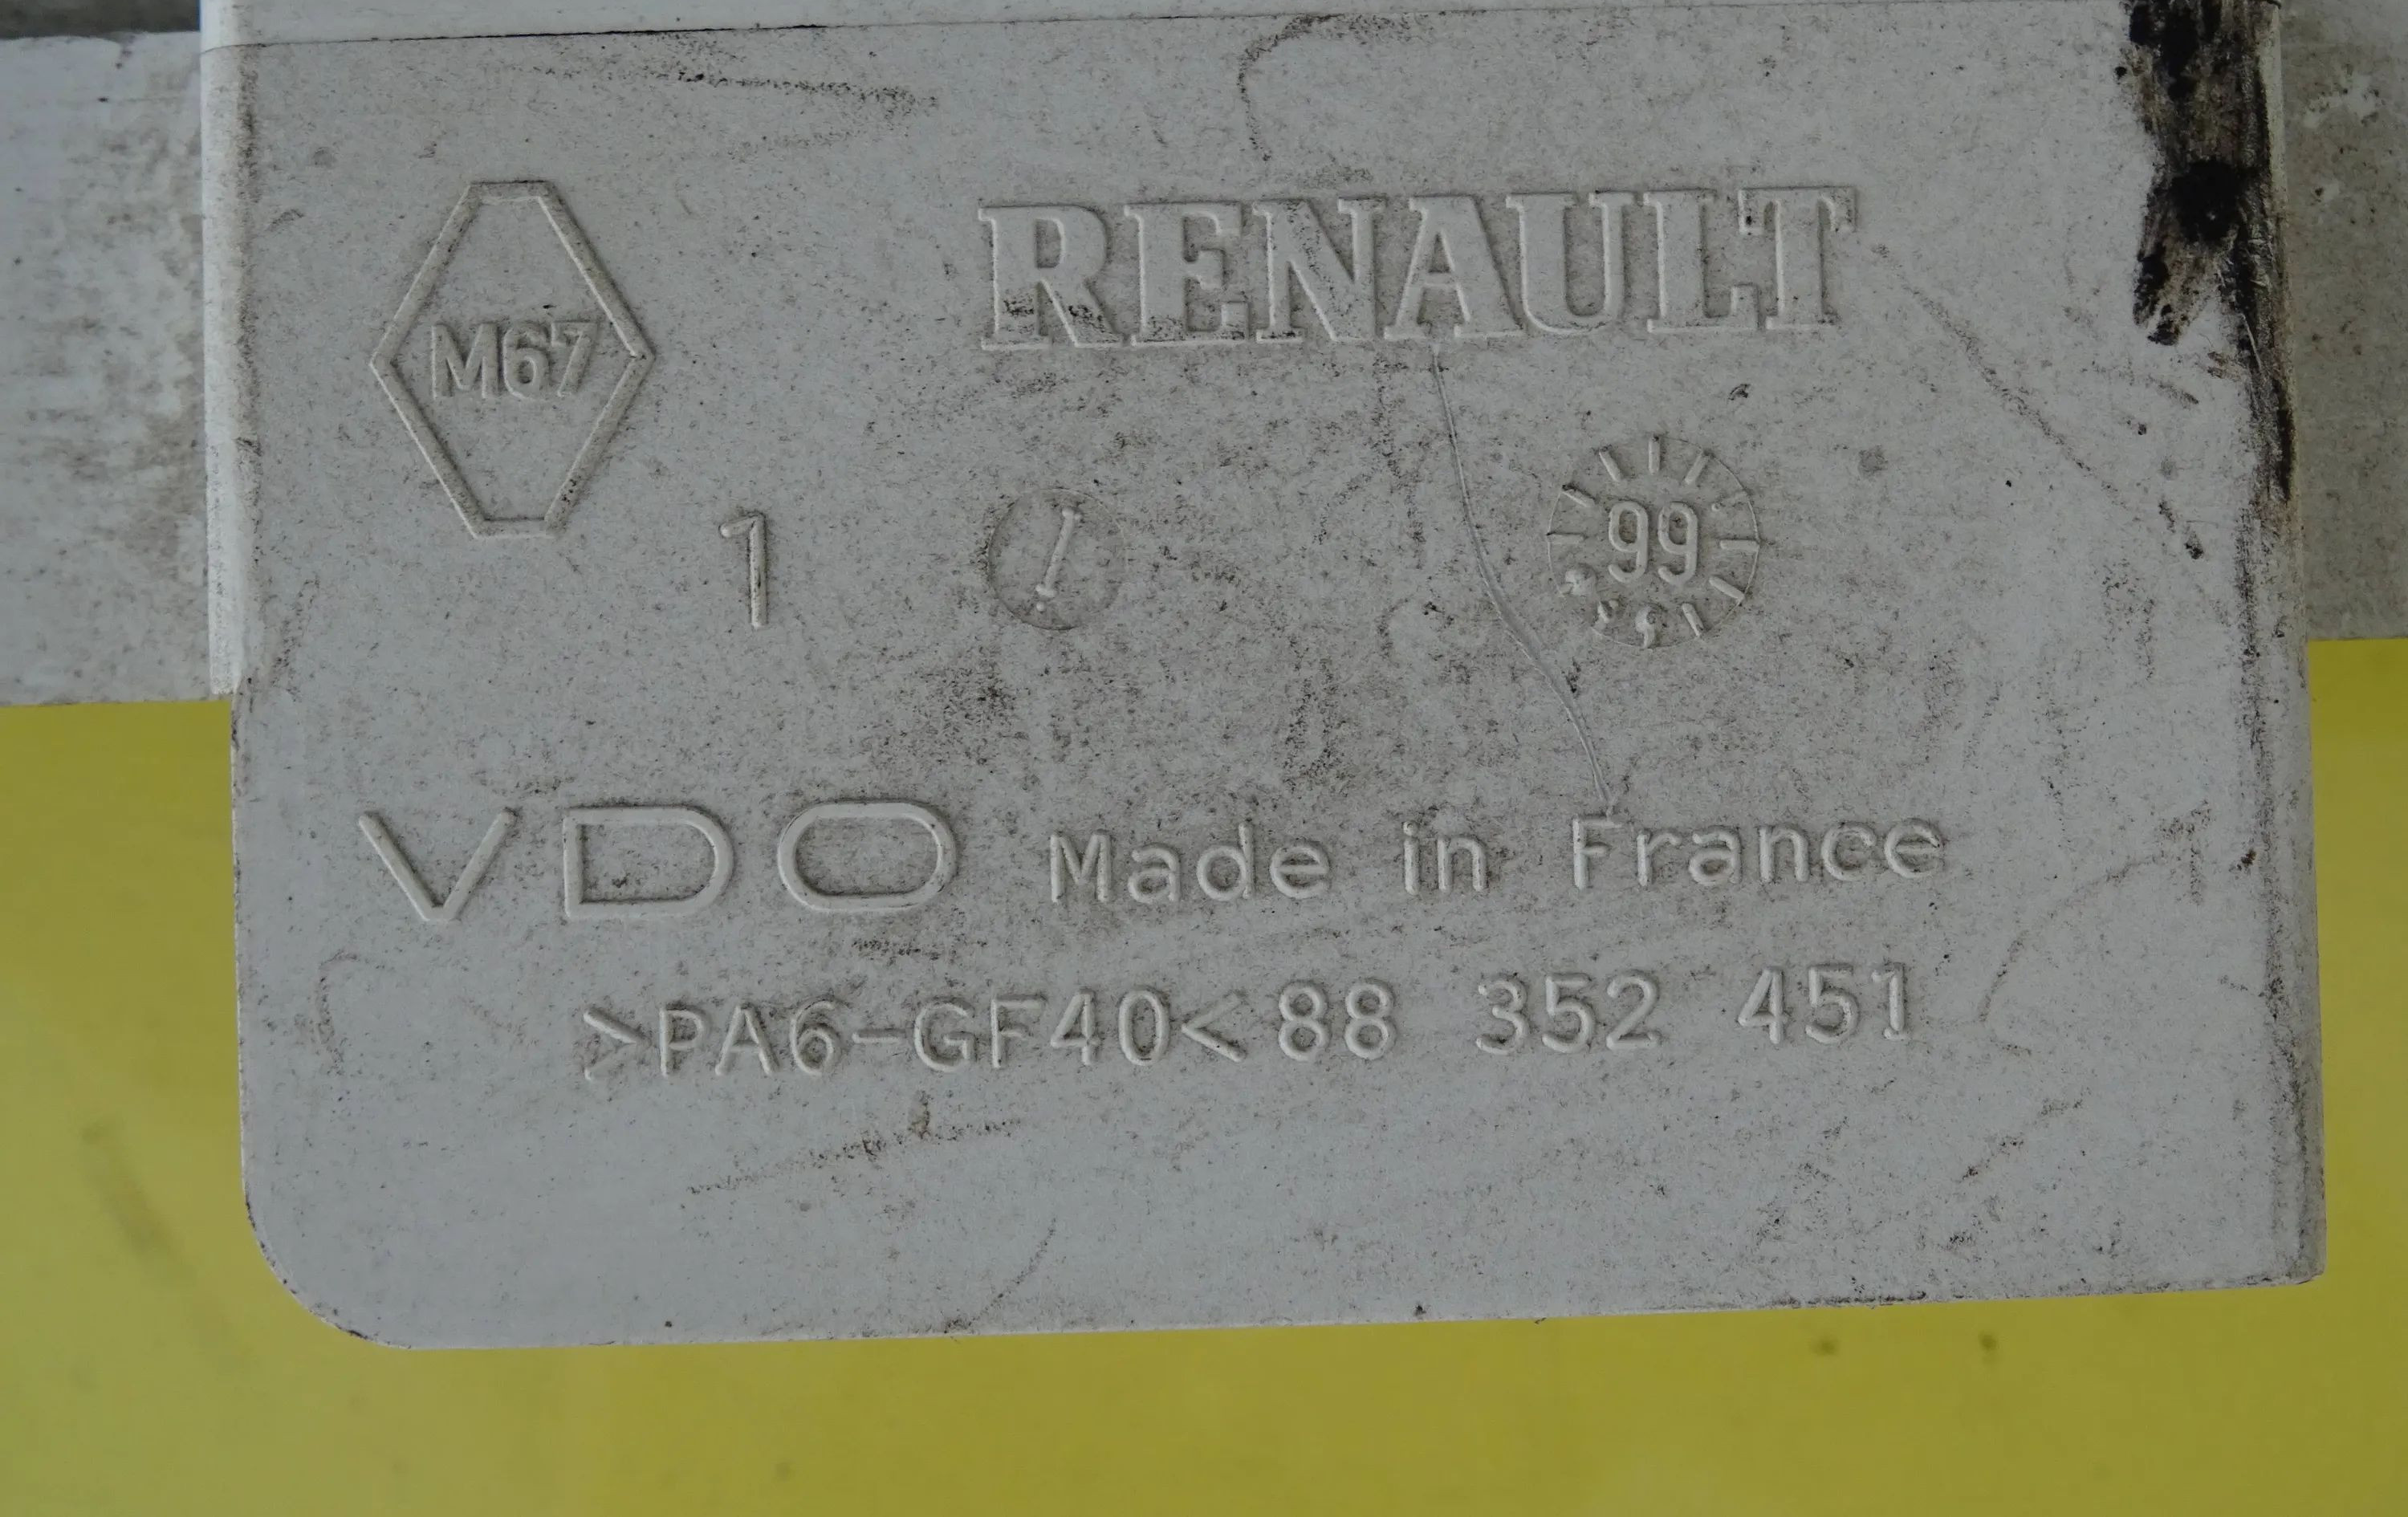 RENAULT
M67
1
99
VDO Made in France
>PA6-GF40< 88 352 451